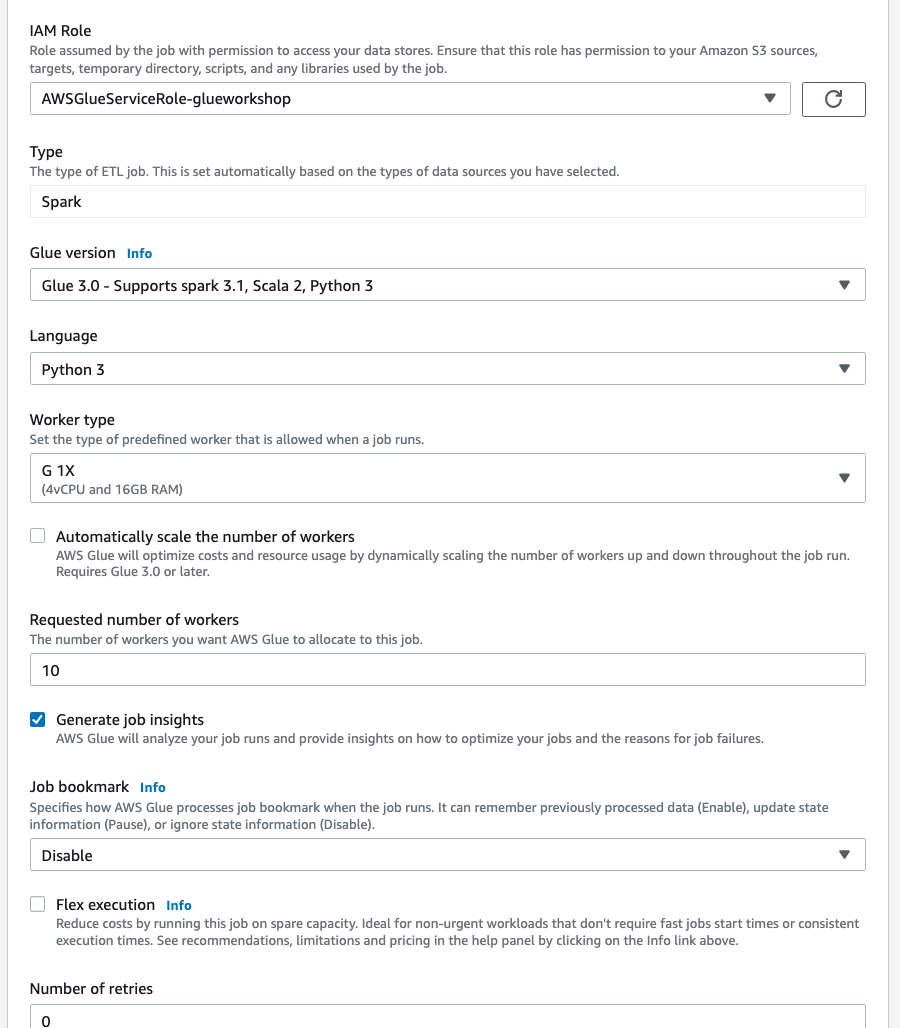 IAM Role
Role assumed by the job with permission to access your data stores. Ensure that this role has permission to your Amazon S3 sources,
targets, temporary directory, scripts, and any libraries used by the job.
AWSGlueServiceRole-glueworkshop
Type
The type of ETL job. This is set automatically based on the types of data sources you have selected.
Spark
Glue version Info
Glue 3.0 - Supports spark 3.1, Scala 2, Python 3
Language
Python 3
Worker type
Set the type of predefined worker that is allowed when a job runs.
G 1X
(4vCPU and 16GB RAM)
Automatically scale the number of workers
AWS Glue will optimize costs and resource usage by dynamically scaling the number of workers up and down throughout the job run.
Requires Glue 3.0 or later.
Requested number of workers
The number of workers you want AWS Glue to allocate to this job.
10
Generate job insights
AWS Glue will analyze your job runs and provide insights on how to optimize your jobs and the reasons for job failures.
Job bookmark Info
Specifies how AWS Glue processes job bookmark when the job runs. It can remember previously processed data (Enable), update state
information (Pause), or ignore state information (Disable).
Disable
Flex execution Info
Reduce costs by running this job on spare capacity. Ideal for non-urgent workloads that don't require fast jobs start times or consistent
execution times. See recommendations, limitations and pricing in the help panel by clicking on the Info link above.
Number of retries
0